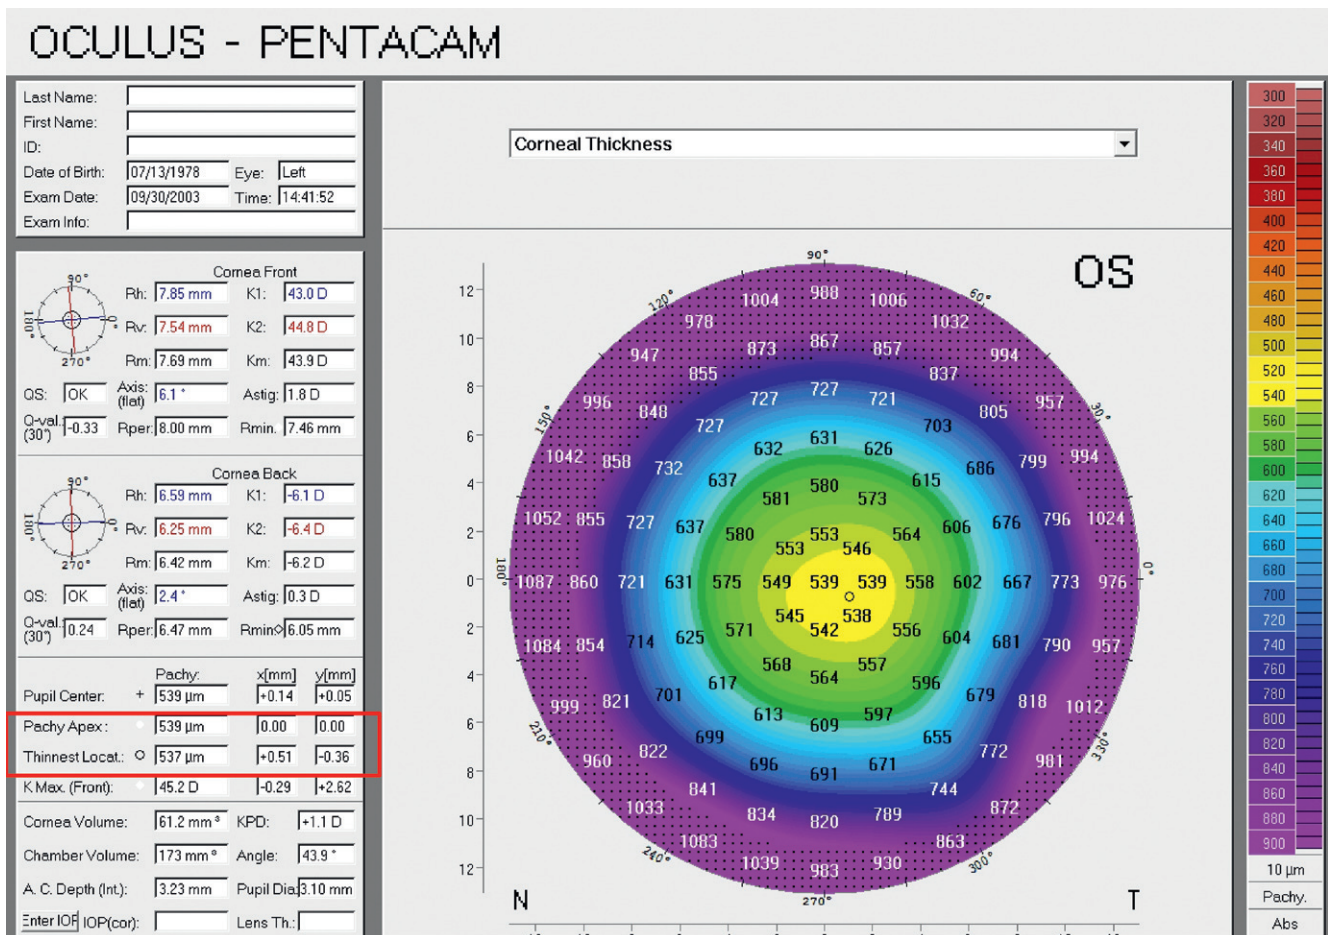 OCULUS - PENTACAM
Last Name:
First Name:
ID:
Date of Birth: 07/13/1978 Eye: Left
Exam Date: 09/30/2003 Time: 14:41:52
Exam Info:
Cornea Front
90°
180° 0°
270°
Rh: 7.85 mm K1: 43.0 D
Rv: 7.54 mm K2: 44.8 D
Rm: 7.69 mm Km: 43.9 D
QS: OK Axis: (flat) 6.1 ° Astig: 1.8 D
Q-val. (30°) -0.33 Rper: 8.00 mm Rmin. 7.46 mm
Cornea Back
90°
180° 0°
270°
Rh: 6.59 mm K1: -6.1 D
Rv: 6.25 mm K2: -6.4 D
Rm: 6.42 mm Km: -6.2 D
QS: OK Axis: (flat) 2.4 ° Astig: 0.3 D
Q-val.: (30°) 0.24 Rper: 6.47 mm Rmin 6.05 mm
Pachy: x[mm] y[mm]
Pupil Center: + 539 µm +0.14 +0.05
Pachy Apex : 539 µm 0.00 0.00
Thinnest Locat.: O 537 µm +0.51 -0.36
K Max. (Front): 45.2 D -0.29 +2.62
Cornea Volume: 61.2 mm³ KPD: +1.1 D
Chamber Volume: 173 mm³ Angle: 43.9 °
A. C. Depth (Int.): 3.23 mm Pupil Dia: 3.10 mm
Enter IOP IOP(cor): Lens Th.:
Corneal Thickness
OS
90°
12 120° 1004 988 1006 60°
978 1032
10 947 873 867 857 994
855 837
8 996 848 727 727 721 805 957 30°
150° 727 703
6 1042 858 732 632 631 626 686 799 994
637 615
4 581 580 573
1052 855 727 637 606 676 796 1024
2 580 553 564
553 546
0 180° 1087 860 721 631 575 549 539 539 558 602 667 773 976 0°
545 538
2 1084 854 714 625 571 542 556 604 681 790 957
568 557
4 617 564 596
999 821 701 679 818 1012
6 210° 613 609 597 330°
699 655
960 822 696 691 671 772 981
8 841 744
1033 834 820 789 872
10 1083 863
240° 1039 983 930 300°
12
N 270° T
300
320
340
360
380
400
420
440
460
480
500
520
540
560
580
600
620
640
660
680
700
720
740
760
780
800
820
840
860
880
900
10 µm
Pachy.
Abs